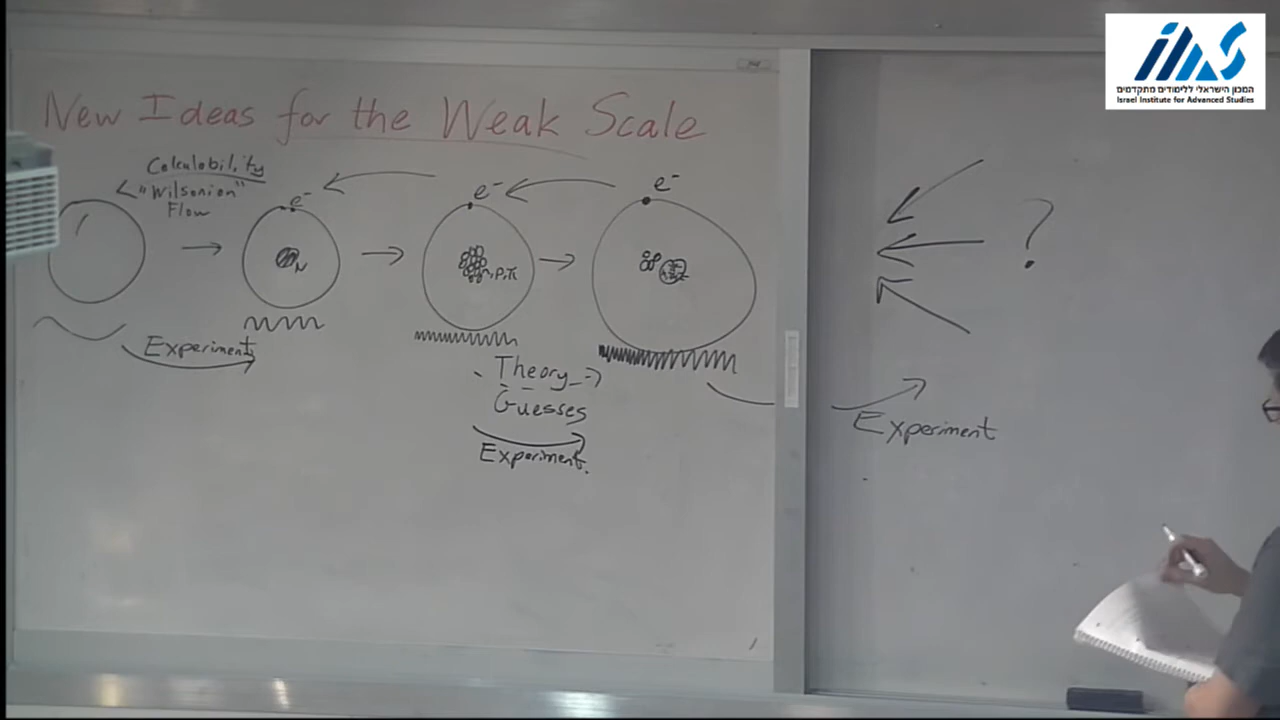 המכון הישראלי ללימודים מתקדמים
Israel Institute for Advanced Studies
New Ideas for the Weak Scale
Calculability
"Wilsonian"
Flow
e⁻
e⁻
e⁻
N
n,p,π
?
Experiment
Theory
Guesses
Experiment
Experiment